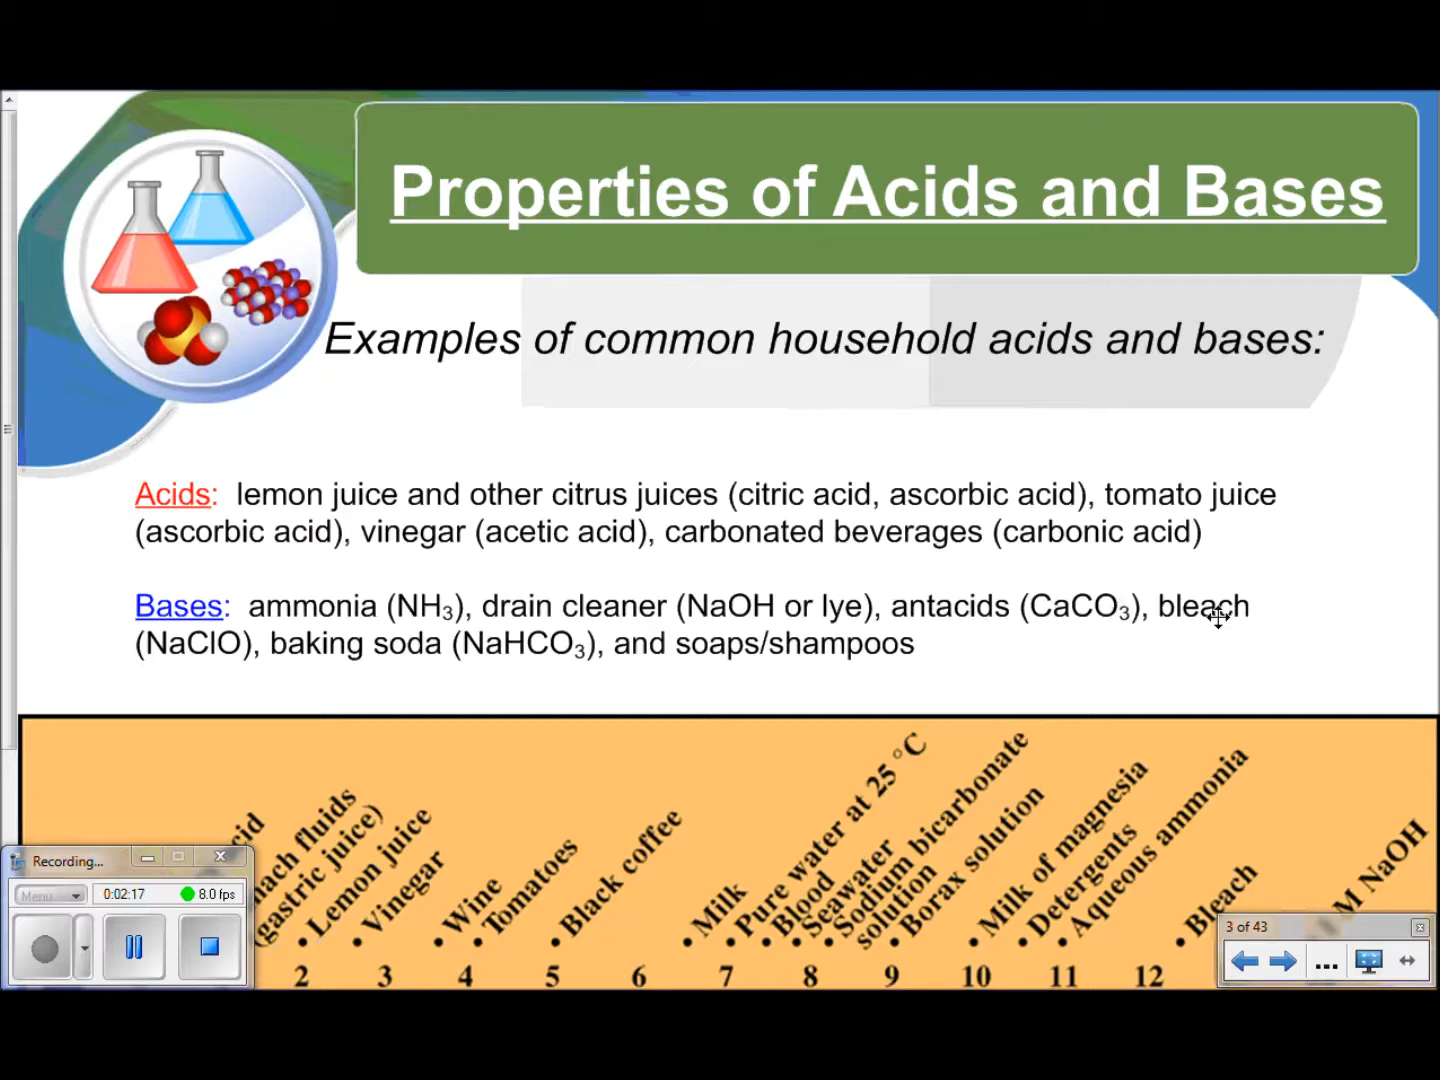 Properties of Acids and Bases
Examples of common household acids and bases:
Acids:  lemon juice and other citrus juices (citric acid, ascorbic acid), tomato juice
(ascorbic acid), vinegar (acetic acid), carbonated beverages (carbonic acid)
Bases:  ammonia (NH₃), drain cleaner (NaOH or lye), antacids (CaCO₃), bleach
(NaClO), baking soda (NaHCO₃), and soaps/shampoos
(gastric juice)
• Lemon juice
• Vinegar
• Wine
• Tomatoes
• Black coffee
• Milk
• Pure water at 25 °C
• Blood
• Seawater
• Sodium bicarbonate
solution
• Borax solution
• Milk of magnesia
• Detergents
• Aqueous ammonia
• Bleach
M NaOH
2 3 4 5 6 7 8 9 10 11 12
Recording...
Menu
0:02:17
8.0 fps
3 of 43
...